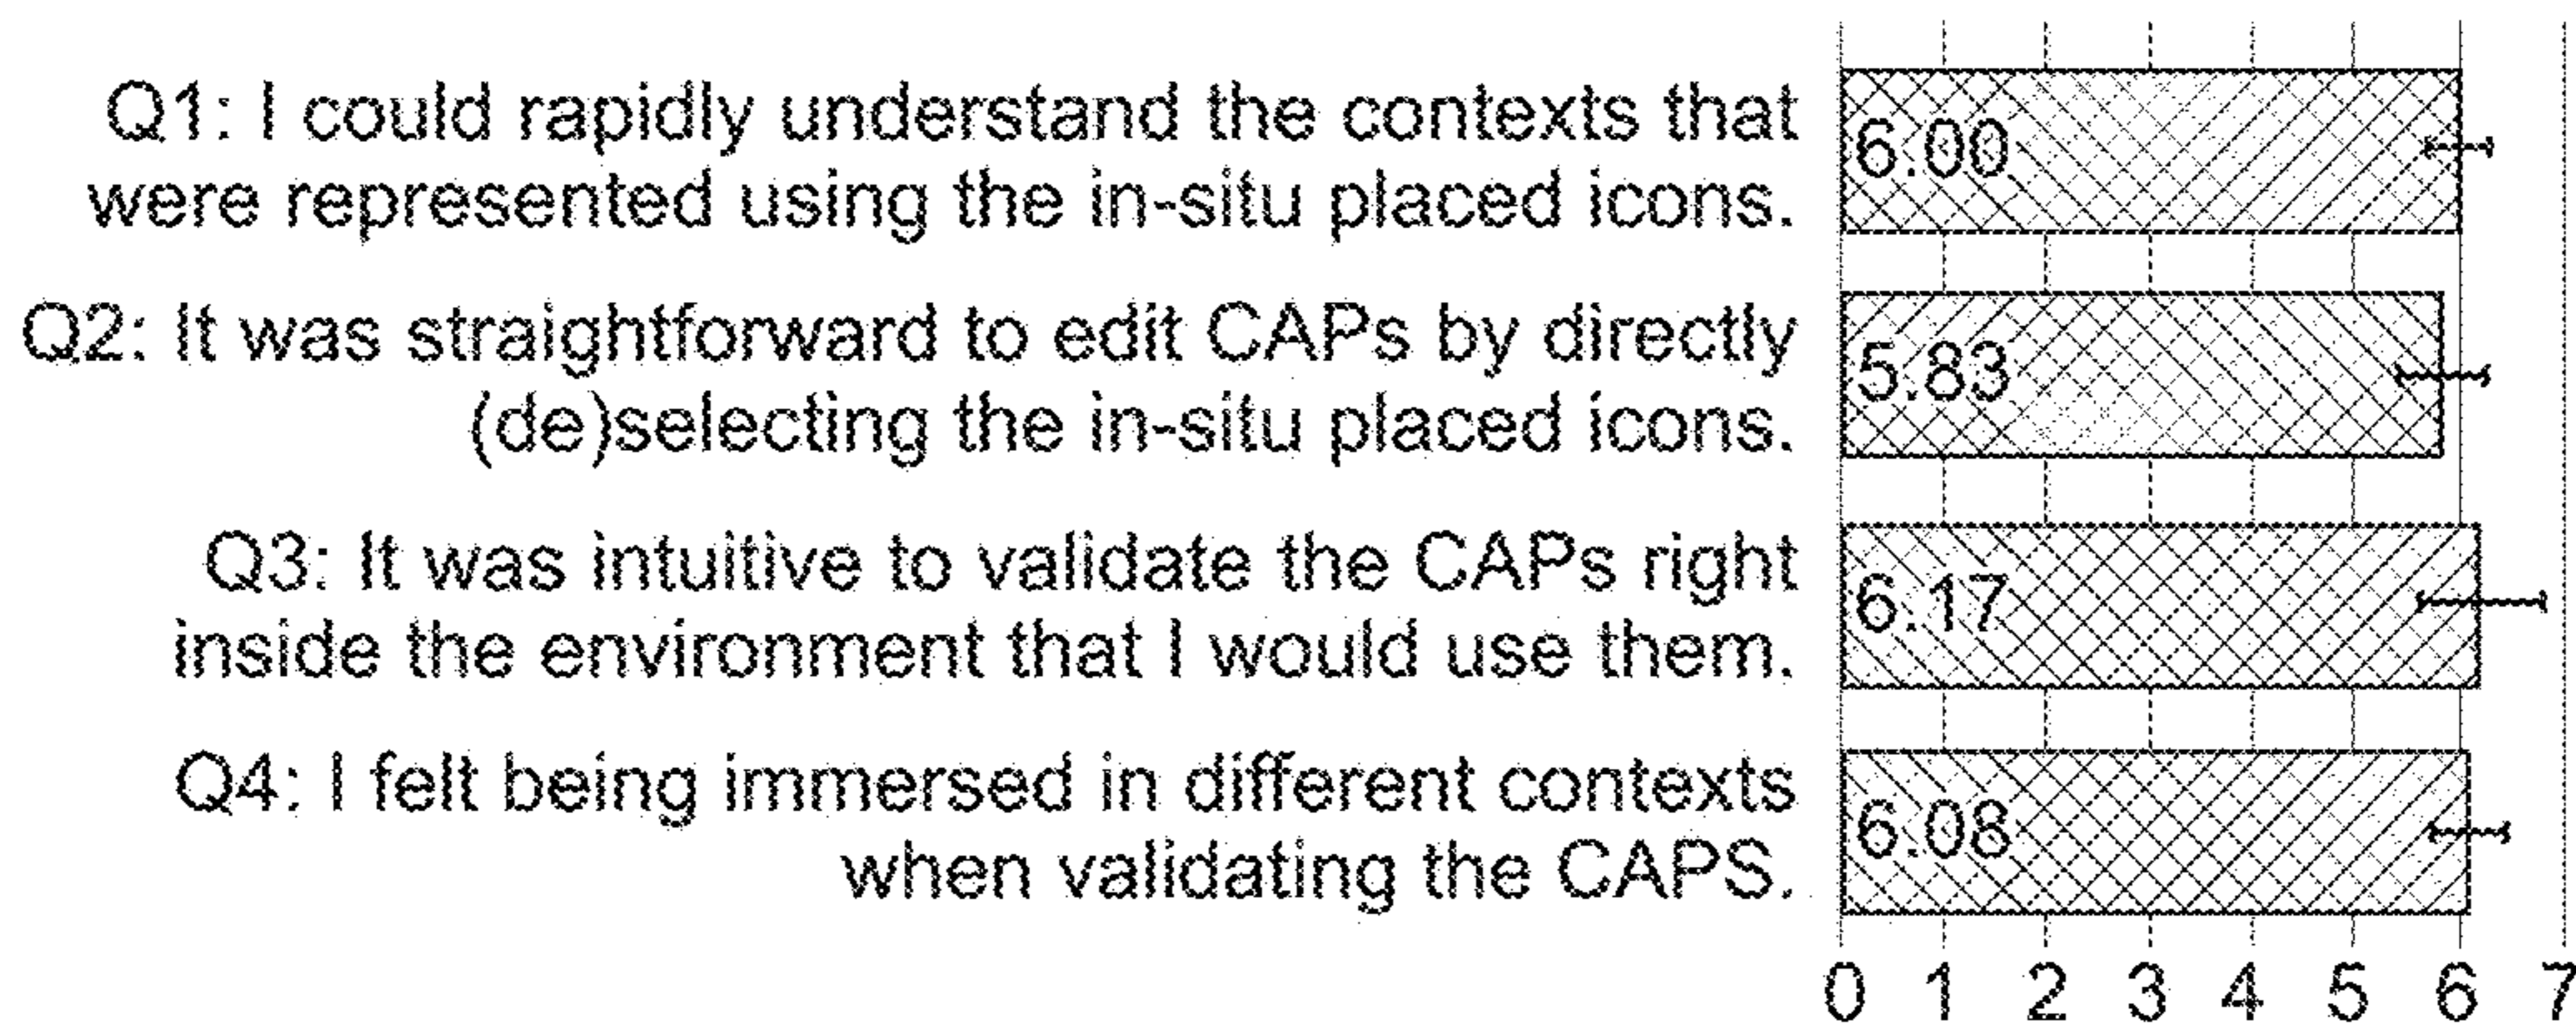 Q1: I could rapidly understand the contexts that
were represented using the in-situ placed icons.
6.00
Q2: It was straightforward to edit CAPs by directly
(de)selecting the in-situ placed icons.
5.83
Q3: It was intuitive to validate the CAPs right
inside the environment that I would use them.
6.17
Q4: I felt being immersed in different contexts
when validating the CAPS.
6.08
0 1 2 3 4 5 6 7